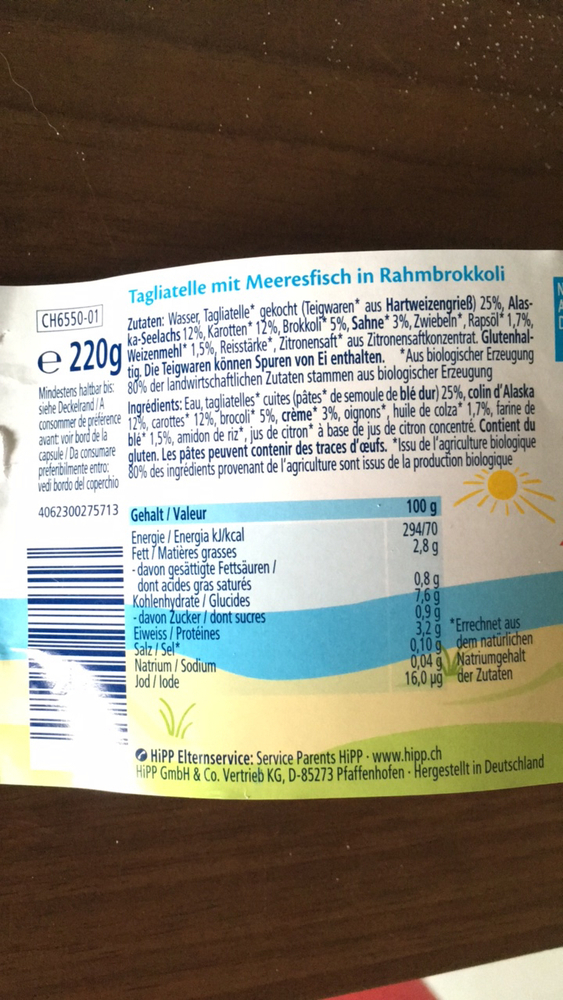 Tagliatelle mit Meeresfisch in Rahmbrokkoli
CH6550-01
e 220g
Zutaten: Wasser, Tagliatelle* gekocht (Teigwaren* aus Hartweizengrieß) 25%, Alas-
ka-Seelachs 12%, Karotten* 12%, Brokkoli* 5%, Sahne* 3%, Zwiebeln*, Rapsöl* 1,7%,
Weizenmehl* 1,5%, Reisstärke*, Zitronensaft* aus Zitronensaftkonzentrat. Glutenhal-
tig. Die Teigwaren können Spuren von Ei enthalten. *Aus biologischer Erzeugung
80% der landwirtschaftlichen Zutaten stammen aus biologischer Erzeugung
Ingrédients: Eau, tagliatelles* cuites (pâtes* de semoule de blé dur) 25%, colin d'Alaska
12%, carottes* 12%, brocoli* 5%, crème* 3%, oignons*, huile de colza* 1,7%, farine de
blé* 1,5%, amidon de riz*, jus de citron* à base de jus de citron concentré. Contient du
gluten. Les pâtes peuvent contenir des traces d'œufs. *Issu de l'agriculture biologique
80% des ingrédients provenant de l'agriculture sont issus de la production biologique
Mindestens haltbar bis:
siehe Deckelrand / A
consommer de préférence
avant: voir bord de la
capsule / Da consumare
preferibilmente entro:
vedi bordo del coperchio
4062300275713
Gehalt / Valeur 100 g
Energie / Energia kJ/kcal 294/70
Fett / Matières grasses 2,8 g
- davon gesättigte Fettsäuren /
dont acides gras saturés 0,8 g
Kohlenhydrate / Glucides 7,6 g
- davon Zucker / dont sucres 0,9 g
Eiweiss / Protéines 3,2 g
Salz / Sel* 0,10 g
Natrium / Sodium 0,04 g
Jod / Iode 16,0 µg
*Errechnet aus
dem natürlichen
Natriumgehalt
der Zutaten
HiPP Elternservice: Service Parents HiPP · www.hipp.ch
HiPP GmbH & Co. Vertrieb KG, D-85273 Pfaffenhofen · Hergestellt in Deutschland